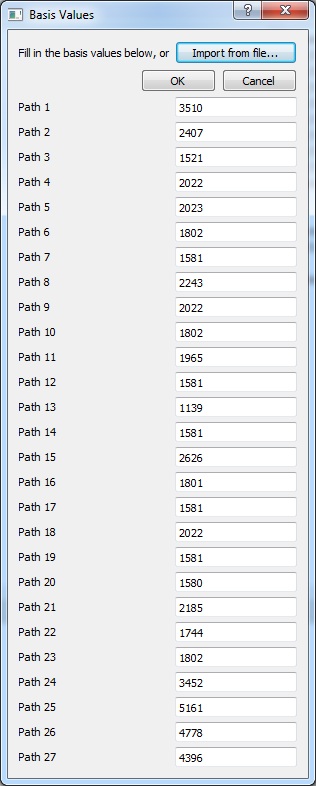 Basis Values
Fill in the basis values below, or Import from file...
OK Cancel
Path 1 3510
Path 2 2407
Path 3 1521
Path 4 2022
Path 5 2023
Path 6 1802
Path 7 1581
Path 8 2243
Path 9 2022
Path 10 1802
Path 11 1965
Path 12 1581
Path 13 1139
Path 14 1581
Path 15 2626
Path 16 1801
Path 17 1581
Path 18 2022
Path 19 1581
Path 20 1580
Path 21 2185
Path 22 1744
Path 23 1802
Path 24 3452
Path 25 5161
Path 26 4778
Path 27 4396